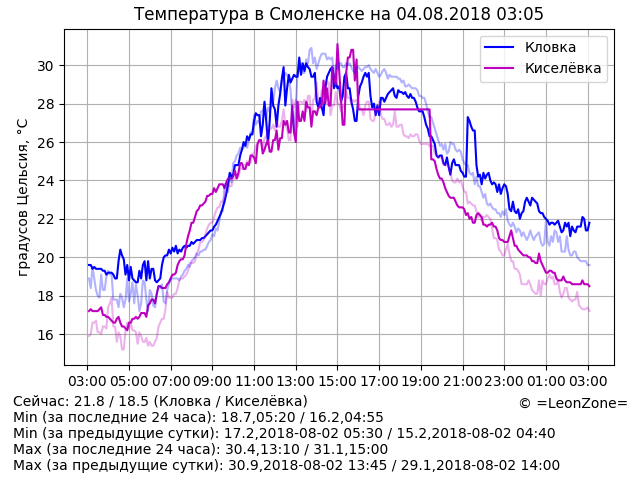 Температура в Смоленске на 04.08.2018 03:05
Кловка
Киселёвка
градусов Цельсия, °C
30
28
26
24
22
20
18
16
03:00 05:00 07:00 09:00 11:00 13:00 15:00 17:00 19:00 21:00 23:00 01:00 03:00
Сейчас: 21.8 / 18.5 (Кловка / Киселёвка)
© =LeonZone=
Min (за последние 24 часа): 18.7,05:20 / 16.2,04:55
Min (за предыдущие сутки): 17.2,2018-08-02 05:30 / 15.2,2018-08-02 04:40
Max (за последние 24 часа): 30.4,13:10 / 31.1,15:00
Max (за предыдущие сутки): 30.9,2018-08-02 13:45 / 29.1,2018-08-02 14:00